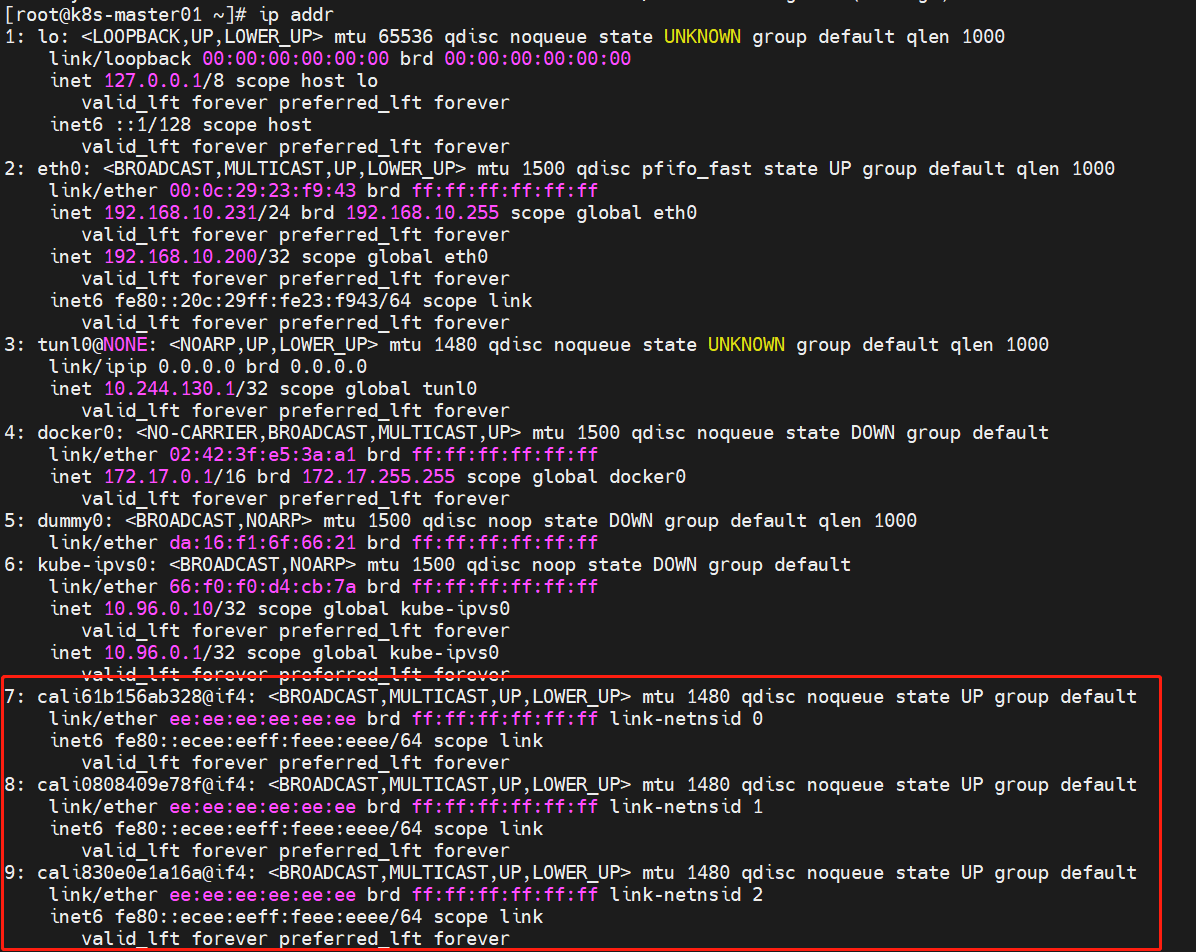 [root@k8s-master01 ~]# ip addr
1: lo: <LOOPBACK,UP,LOWER_UP> mtu 65536 qdisc noqueue state UNKNOWN group default qlen 1000
    link/loopback 00:00:00:00:00:00 brd 00:00:00:00:00:00
    inet 127.0.0.1/8 scope host lo
       valid_lft forever preferred_lft forever
    inet6 ::1/128 scope host
       valid_lft forever preferred_lft forever
2: eth0: <BROADCAST,MULTICAST,UP,LOWER_UP> mtu 1500 qdisc pfifo_fast state UP group default qlen 1000
    link/ether 00:0c:29:23:f9:43 brd ff:ff:ff:ff:ff:ff
    inet 192.168.10.231/24 brd 192.168.10.255 scope global eth0
       valid_lft forever preferred_lft forever
    inet 192.168.10.200/32 scope global eth0
       valid_lft forever preferred_lft forever
    inet6 fe80::20c:29ff:fe23:f943/64 scope link
       valid_lft forever preferred_lft forever
3: tunl0@NONE: <NOARP,UP,LOWER_UP> mtu 1480 qdisc noqueue state UNKNOWN group default qlen 1000
    link/ipip 0.0.0.0 brd 0.0.0.0
    inet 10.244.130.1/32 scope global tunl0
       valid_lft forever preferred_lft forever
4: docker0: <NO-CARRIER,BROADCAST,MULTICAST,UP> mtu 1500 qdisc noqueue state DOWN group default
    link/ether 02:42:3f:e5:3a:a1 brd ff:ff:ff:ff:ff:ff
    inet 172.17.0.1/16 brd 172.17.255.255 scope global docker0
       valid_lft forever preferred_lft forever
5: dummy0: <BROADCAST,NOARP> mtu 1500 qdisc noop state DOWN group default qlen 1000
    link/ether da:16:f1:6f:66:21 brd ff:ff:ff:ff:ff:ff
6: kube-ipvs0: <BROADCAST,NOARP> mtu 1500 qdisc noop state DOWN group default
    link/ether 66:f0:f0:d4:cb:7a brd ff:ff:ff:ff:ff:ff
    inet 10.96.0.10/32 scope global kube-ipvs0
       valid_lft forever preferred_lft forever
    inet 10.96.0.1/32 scope global kube-ipvs0
       valid_lft forever preferred_lft forever
7: cali61b156ab328@if4: <BROADCAST,MULTICAST,UP,LOWER_UP> mtu 1480 qdisc noqueue state UP group default
    link/ether ee:ee:ee:ee:ee:ee brd ff:ff:ff:ff:ff:ff link-netnsid 0
    inet6 fe80::ecee:eeff:feee:eeee/64 scope link
       valid_lft forever preferred_lft forever
8: cali0808409e78f@if4: <BROADCAST,MULTICAST,UP,LOWER_UP> mtu 1480 qdisc noqueue state UP group default
    link/ether ee:ee:ee:ee:ee:ee brd ff:ff:ff:ff:ff:ff link-netnsid 1
    inet6 fe80::ecee:eeff:feee:eeee/64 scope link
       valid_lft forever preferred_lft forever
9: cali830e0e1a16a@if4: <BROADCAST,MULTICAST,UP,LOWER_UP> mtu 1480 qdisc noqueue state UP group default
    link/ether ee:ee:ee:ee:ee:ee brd ff:ff:ff:ff:ff:ff link-netnsid 2
    inet6 fe80::ecee:eeff:feee:eeee/64 scope link
       valid_lft forever preferred_lft forever